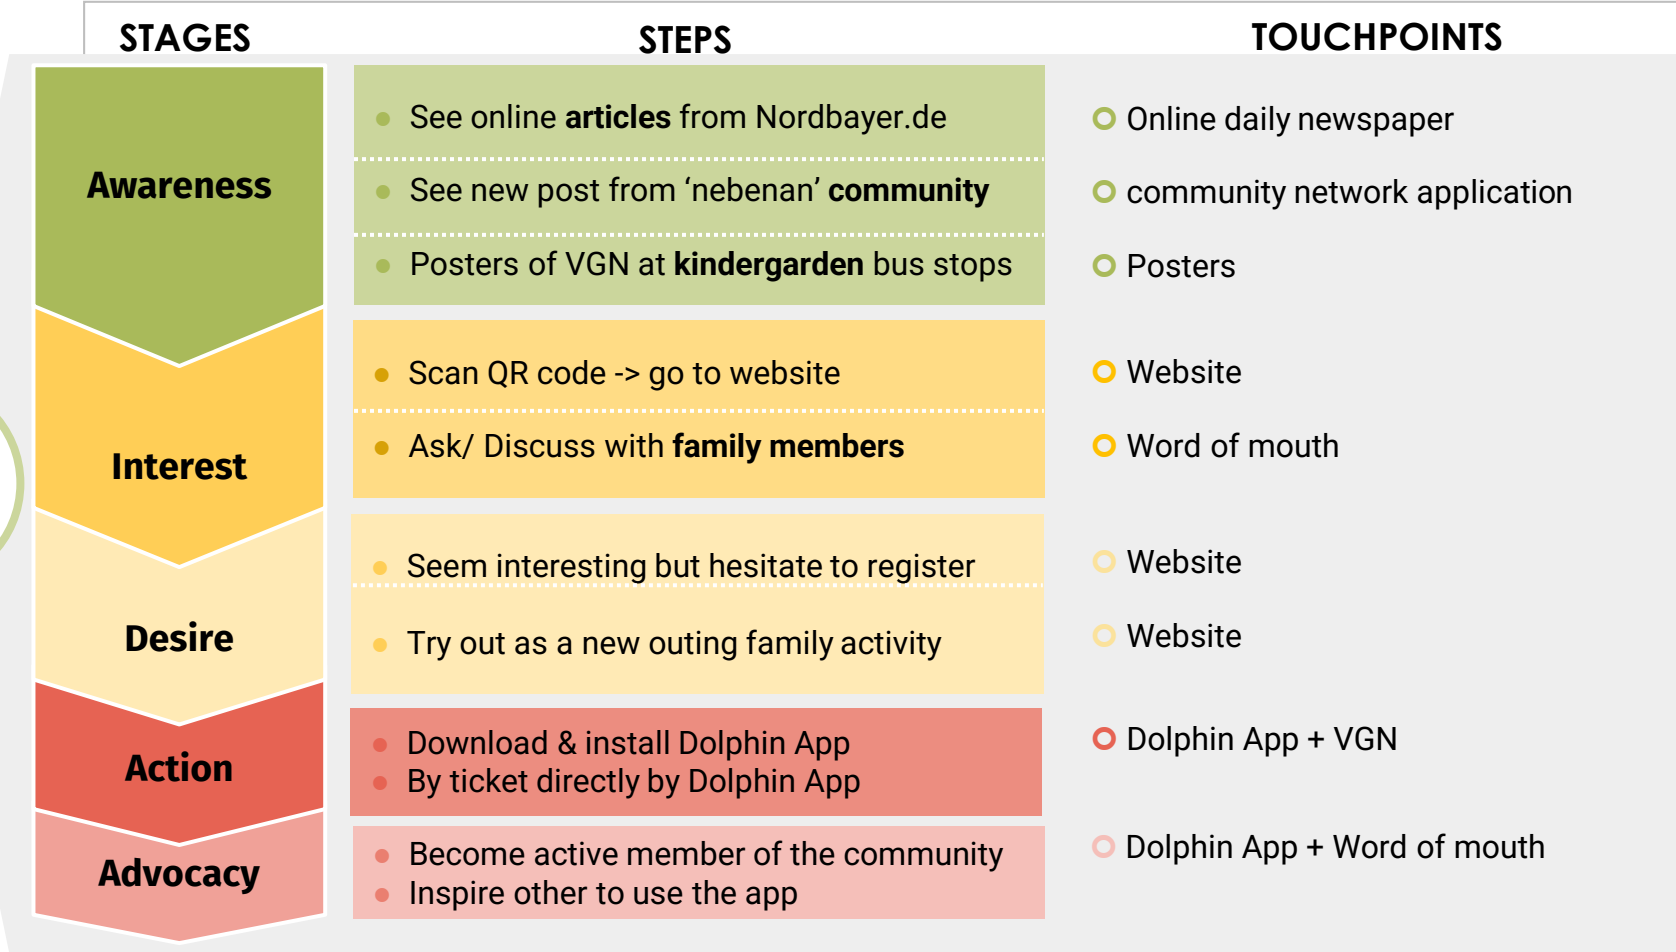 STAGES STEPS TOUCHPOINTS
Awareness
See online articles from Nordbayer.de
Online daily newspaper
See new post from ‘nebenan’ community
community network application
Posters of VGN at kindergarden bus stops
Posters
Interest
Scan QR code -> go to website
Website
Ask/ Discuss with family members
Word of mouth
Desire
Seem interesting but hesitate to register
Website
Try out as a new outing family activity
Website
Action
Download & install Dolphin App
By ticket directly by Dolphin App
Dolphin App + VGN
Advocacy
Become active member of the community
Inspire other to use the app
Dolphin App + Word of mouth